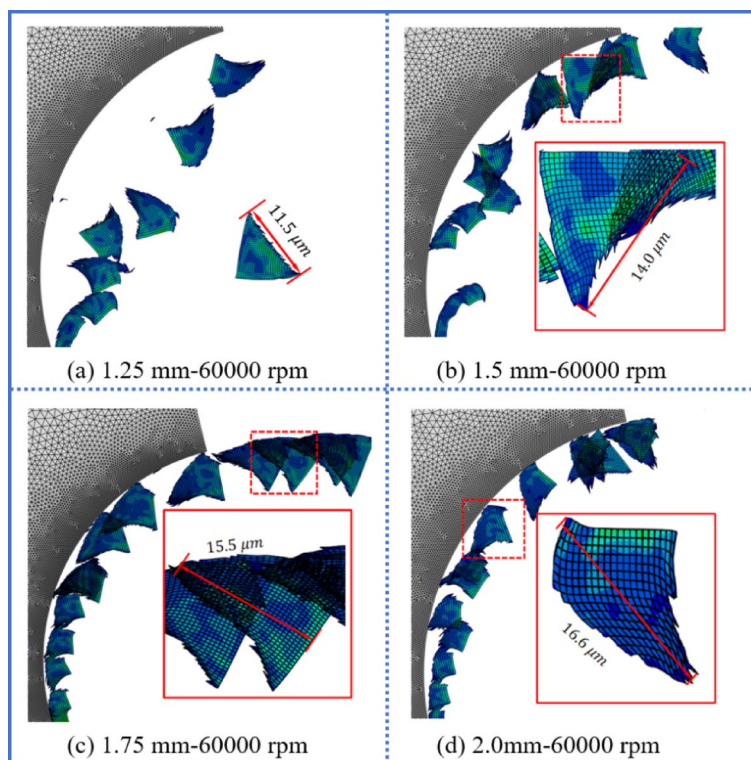 11.5 μm
(a) 1.25 mm-60000 rpm
14.0 μm
(b) 1.5 mm-60000 rpm
15.5 μm
(c) 1.75 mm-60000 rpm
16.6 μm
(d) 2.0mm-60000 rpm